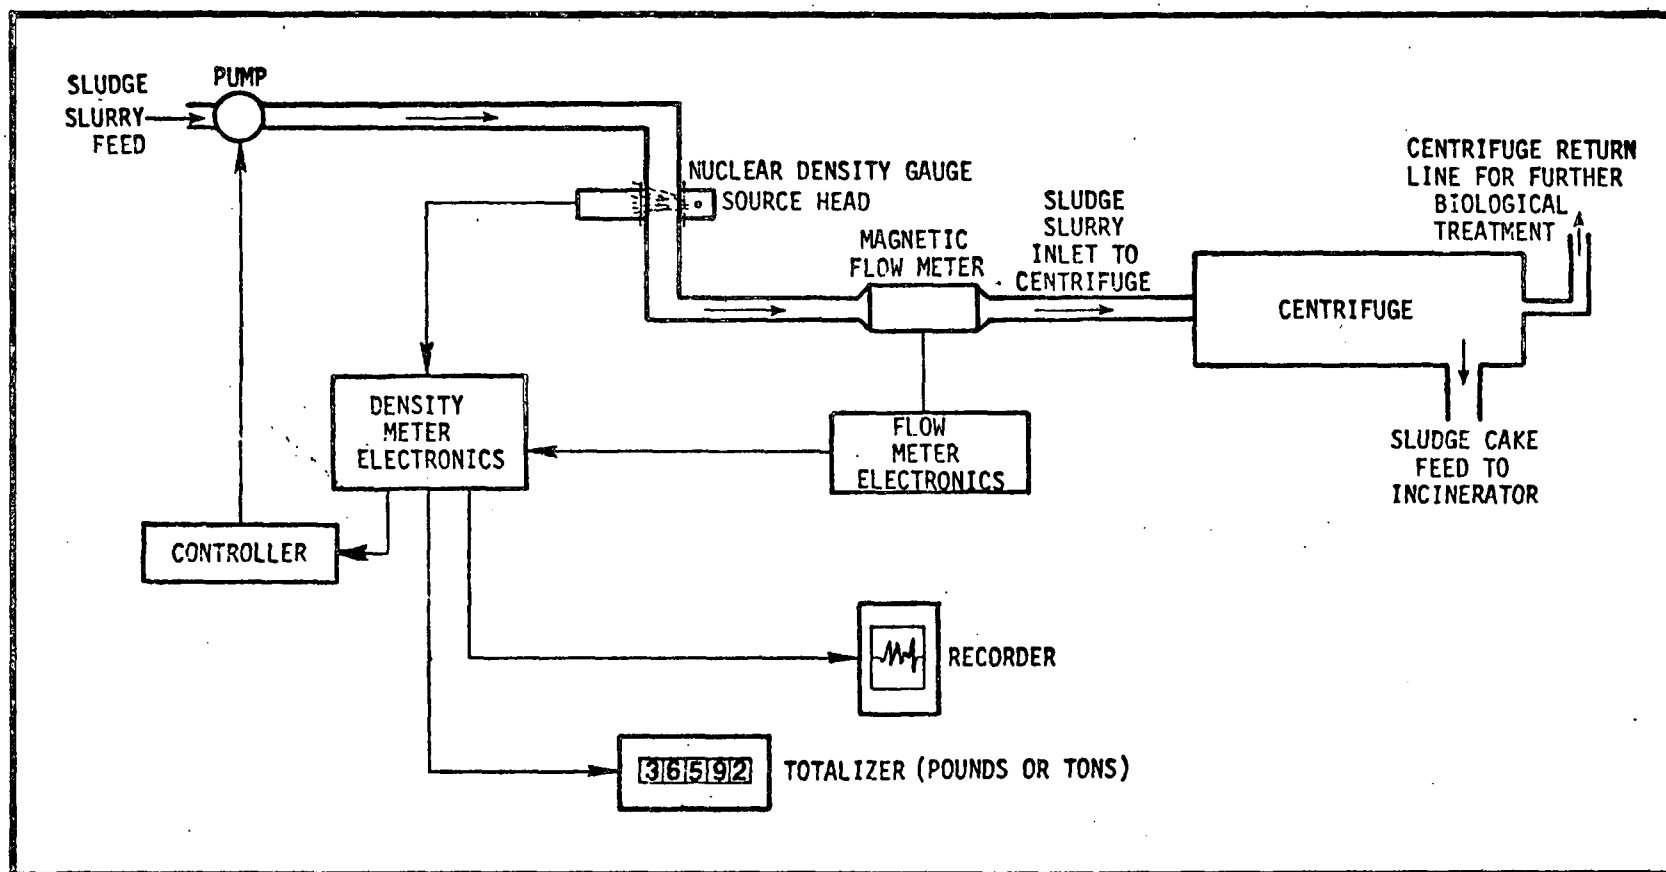 SLUDGE
SLURRY
FEED
PUMP
NUCLEAR DENSITY GAUGE
SOURCE HEAD
MAGNETIC
FLOW METER
SLUDGE
SLURRY
INLET TO
CENTRIFUGE
CENTRIFUGE RETURN
LINE FOR FURTHER
BIOLOGICAL
TREATMENT
CENTRIFUGE
DENSITY
METER
ELECTRONICS
FLOW
METER
ELECTRONICS
SLUDGE CAKE
FEED TO
INCINERATOR
CONTROLLER
RECORDER
36592
TOTALIZER (POUNDS OR TONS)